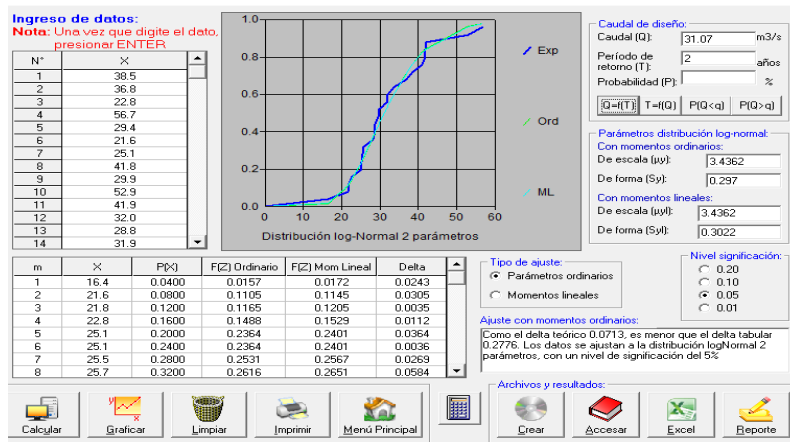 Ingreso de datos:
Nota: Una vez que digite el dato,
presionar ENTER
N° X
1 38.5
2 36.8
3 22.8
4 56.7
5 29.4
6 21.6
7 25.1
8 41.8
9 29.9
10 52.9
11 41.9
12 32.0
13 28.8
14 31.9
1.0
0.8
0.6
0.4
0.2
0.0
0 10 20 30 40 50 60
Distribución log-Normal 2 parámetros
Exp
Ord
ML
Caudal de diseño:
Caudal (Q): 31.07 m3/s
Período de
retorno (T): 2 años
Probabilidad (P): %
Q=f(T) T=f(Q) P(Q<q) P(Q>q)
Parámetros distribución log-normal:
Con momentos ordinarios:
De escala (μy): 3.4362
De forma (Sy): 0.297
Con momentos lineales:
De escala (μyl): 3.4362
De forma (Syl): 0.3022
m X P(X) F(Z) Ordinario F(Z) Mom Lineal Delta
1 16.4 0.0400 0.0157 0.0172 0.0243
2 21.6 0.0800 0.1105 0.1145 0.0305
3 21.8 0.1200 0.1165 0.1205 0.0035
4 22.8 0.1600 0.1488 0.1529 0.0112
5 25.1 0.2000 0.2364 0.2401 0.0364
6 25.1 0.2400 0.2364 0.2401 0.0036
7 25.5 0.2800 0.2531 0.2567 0.0269
8 25.7 0.3200 0.2616 0.2651 0.0584
Tipo de ajuste:
Parámetros ordinarios
Momentos lineales
Nivel significación:
0.20
0.10
0.05
0.01
Ajuste con momentos ordinarios:
Como el delta teórico 0.0713, es menor que el delta tabular
0.2776. Los datos se ajustan a la distribución logNormal 2
parámetros, con un nivel de significación del 5%
Archivos y resultados:
Calcular Graficar Limpiar Imprimir Menú Principal Crear Accesar Excel Reporte